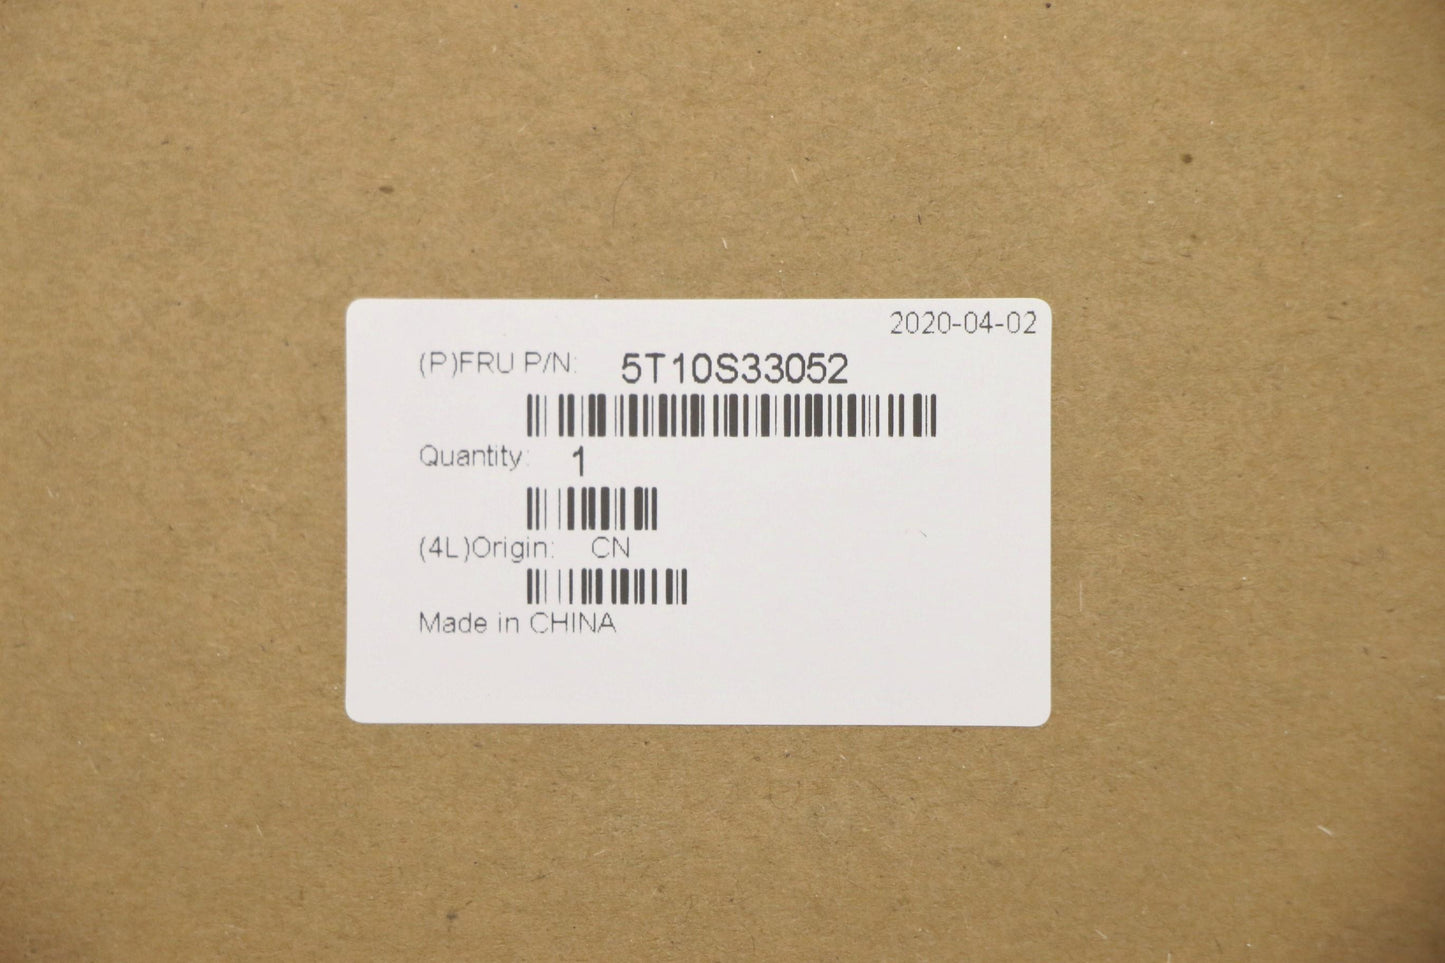 2020-04-02
(P)FRU P/N: 5T10S33052
Quantity: 1
(4L)Origin: CN
Made in CHINA